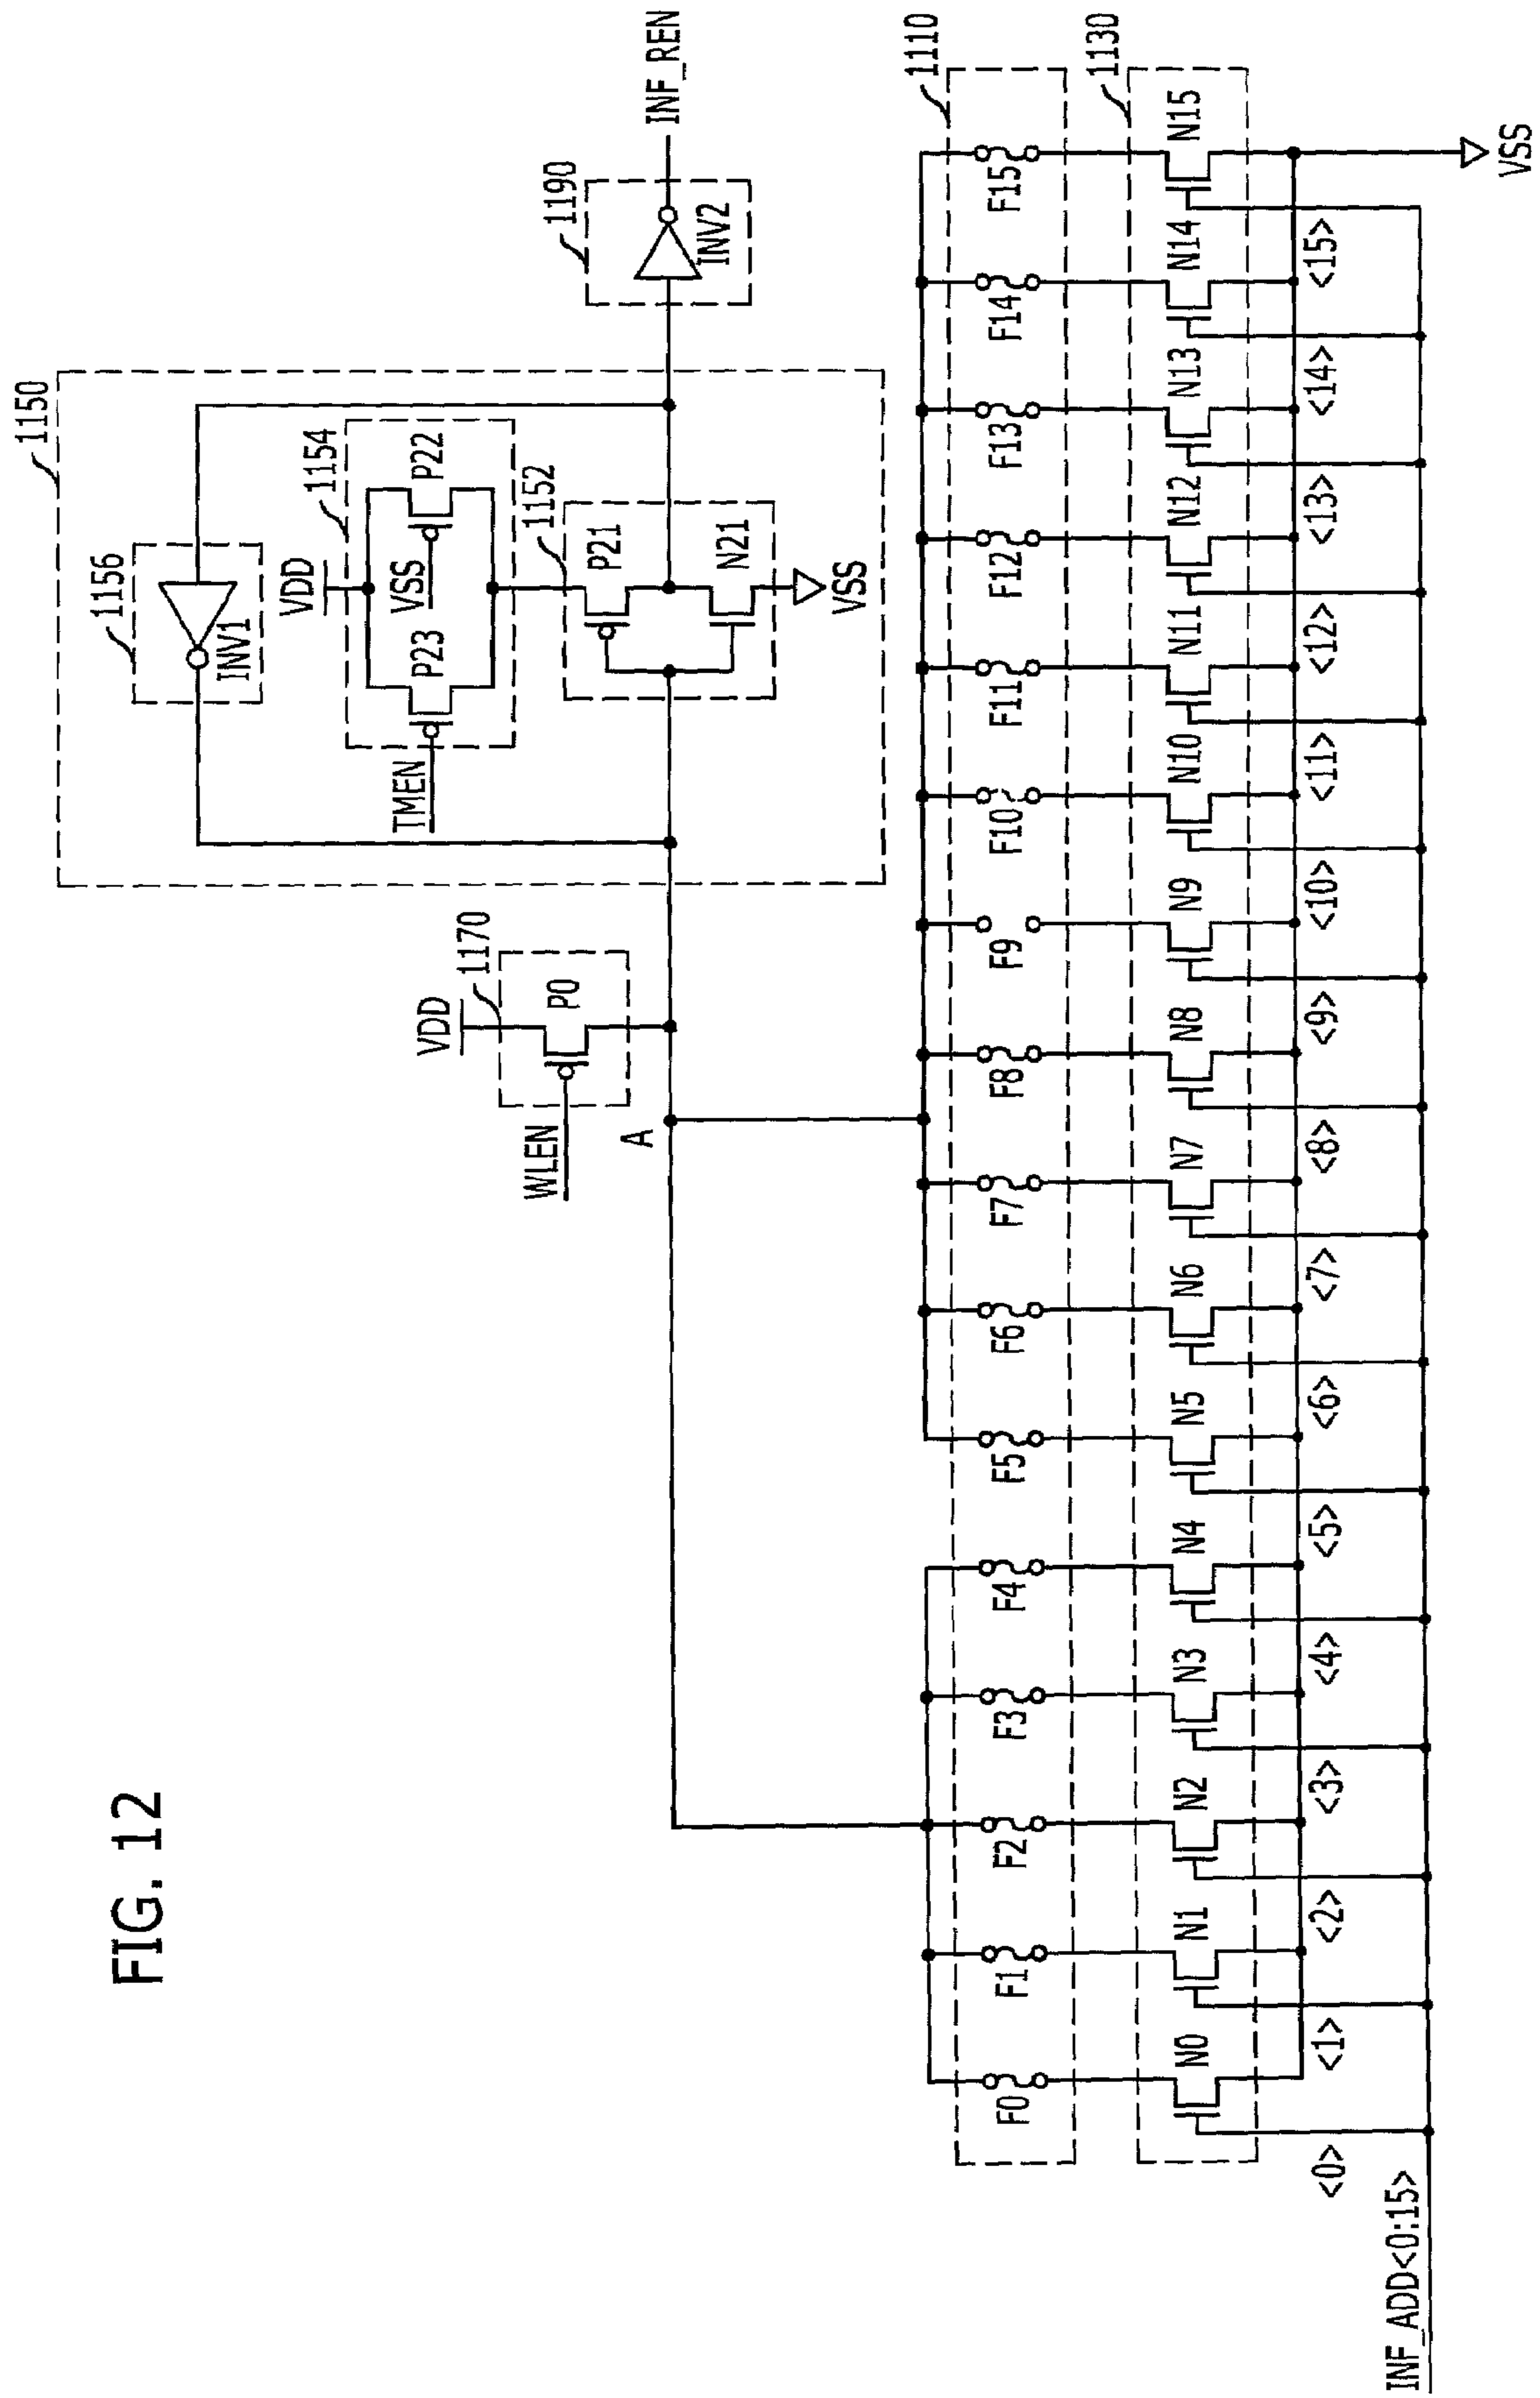 FIG. 12
1150
1156
INV1
VDD
1154
P23
P22
TMEN
VSS
1152
P21
N21
VSS
1170
VDD
P0
WLEN
A
1190
INV2
INF_REN
1110
F0 F1 F2 F3 F4 F5 F6 F7 F8 F9 F10 F11 F12 F13 F14 F15
1130
N0 N1 N2 N3 N4 N5 N6 N7 N8 N9 N10 N11 N12 N13 N14 N15
<0> <1> <2> <3> <4> <5> <6> <7> <8> <9> <10> <11> <12> <13> <14> <15>
INF_ADD<0:15>
VSS